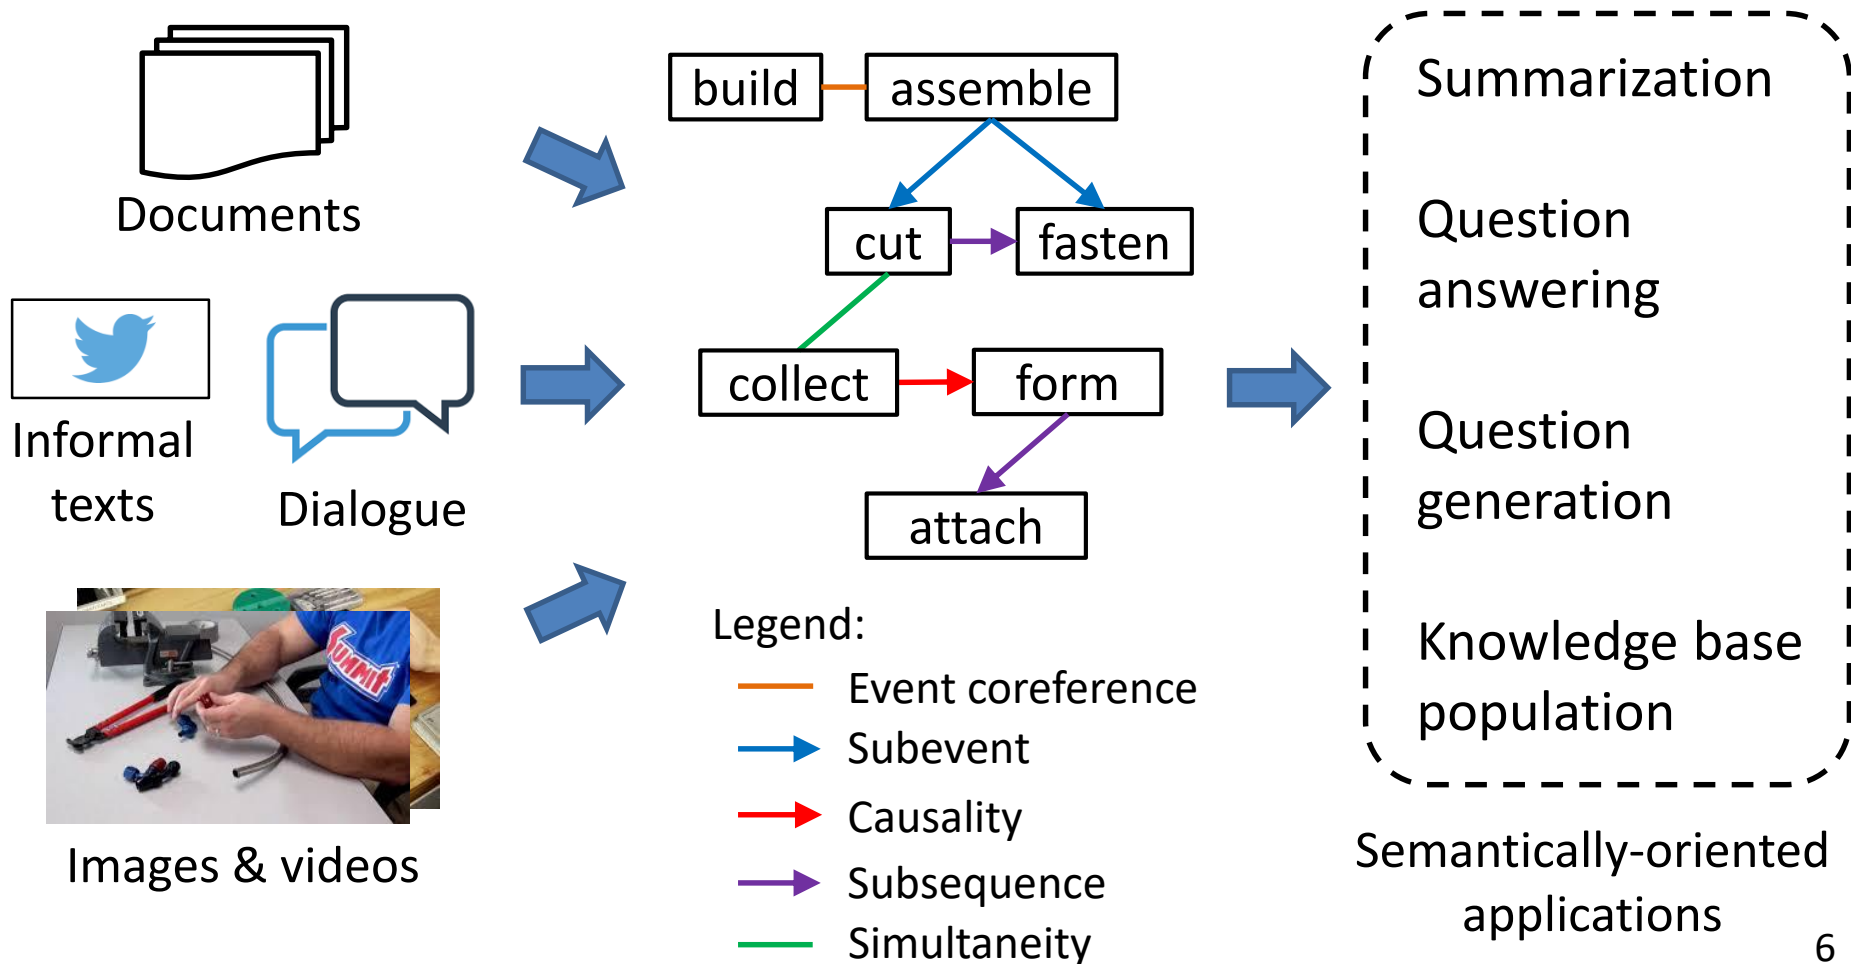 Documents
Informal
texts
Dialogue
Summit
Images & videos
build
assemble
cut
fasten
collect
form
attach
Legend:
Event coreference
Subevent
Causality
Subsequence
Simultaneity
Summarization
Question
answering
Question
generation
Knowledge base
population
Semantically-oriented
applications
6